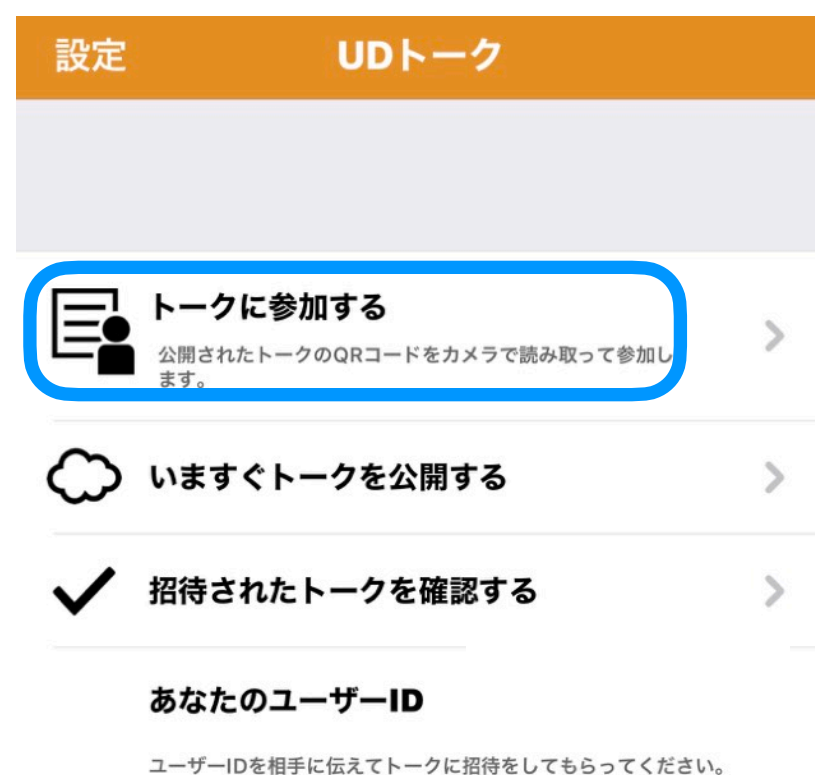 設定 UDトーク
トークに参加する
公開されたトークのQRコードをカメラで読み取って参加し
ます。
いますぐトークを公開する
招待されたトークを確認する
あなたのユーザーID
ユーザーIDを相手に伝えてトークに招待をしてもらってください。